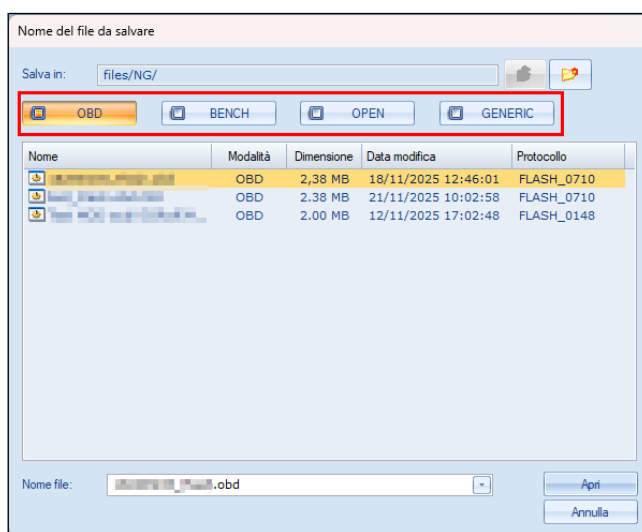 Nome del file da salvare
Salva in: files/NG/
OBD BENCH OPEN GENERIC
Nome Modalità Dimensione Data modifica Protocollo
OBD 2,38 MB 18/11/2025 12:46:01 FLASH_0710
OBD 2.38 MB 21/11/2025 10:02:58 FLASH_0710
OBD 2.00 MB 12/11/2025 17:02:48 FLASH_0148
Nome file: .obd Apri
Annulla